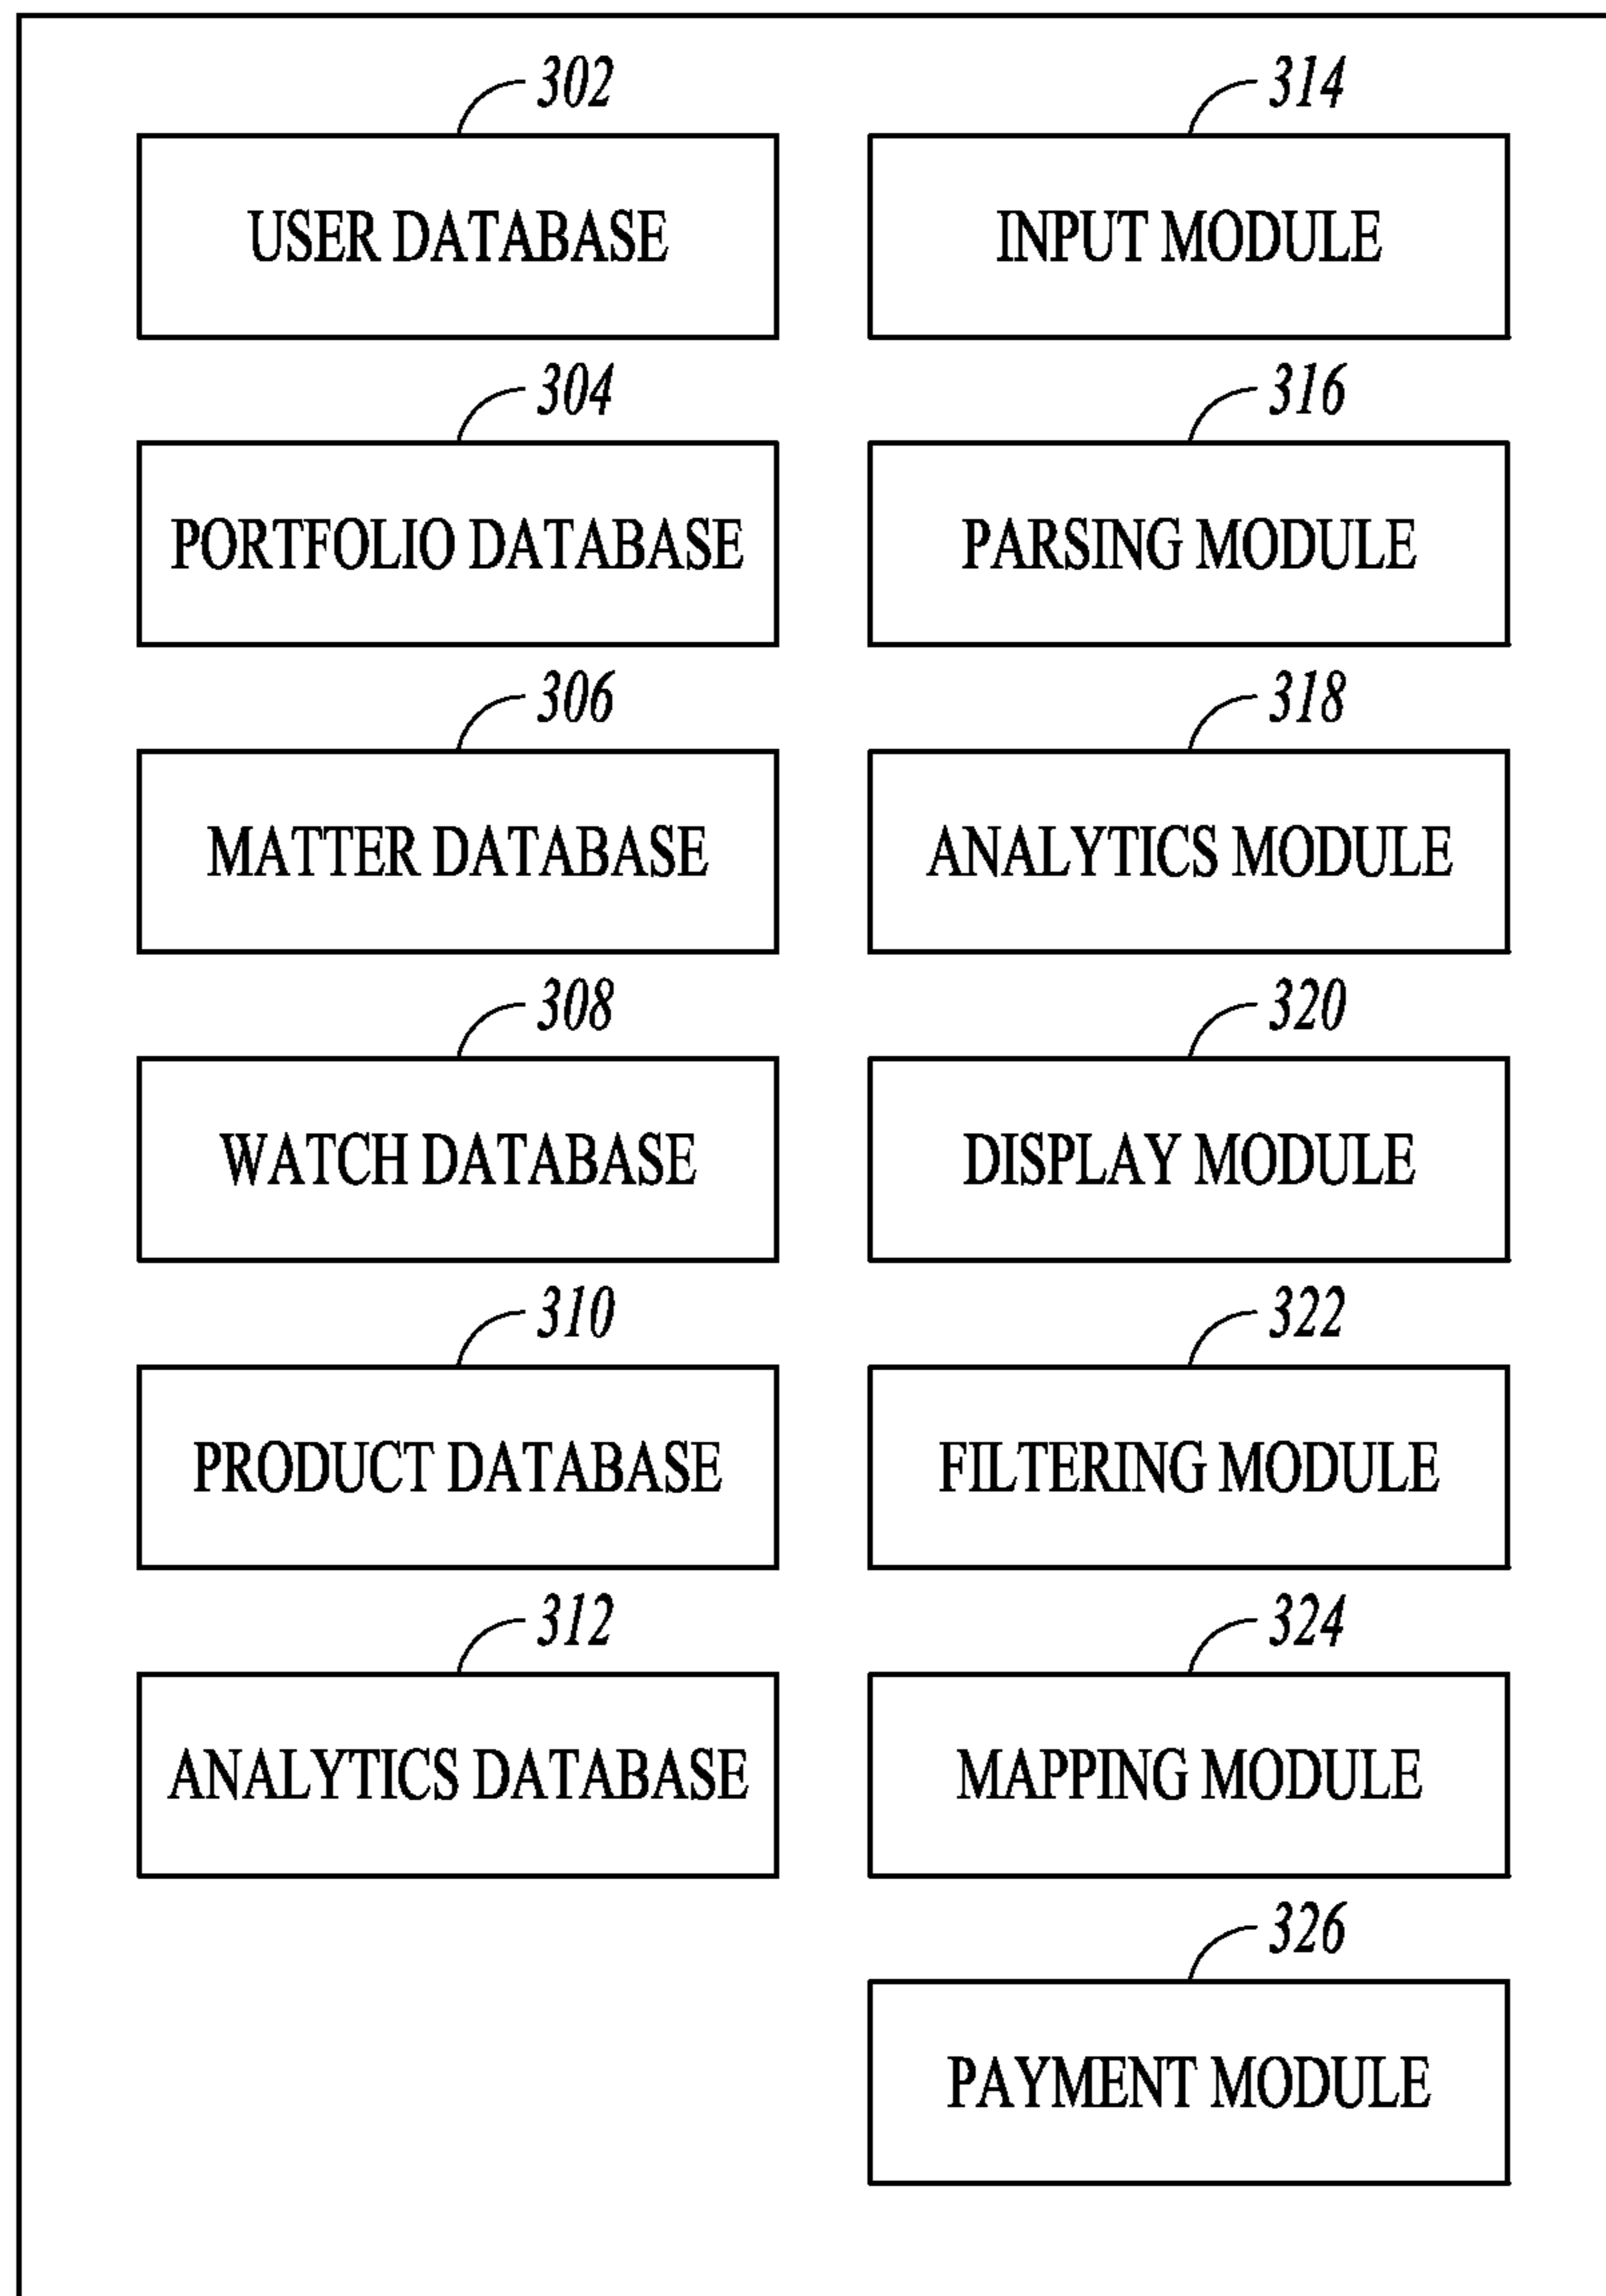 302
USER DATABASE
304
PORTFOLIO DATABASE
306
MATTER DATABASE
308
WATCH DATABASE
310
PRODUCT DATABASE
312
ANALYTICS DATABASE
314
INPUT MODULE
316
PARSING MODULE
318
ANALYTICS MODULE
320
DISPLAY MODULE
322
FILTERING MODULE
324
MAPPING MODULE
326
PAYMENT MODULE